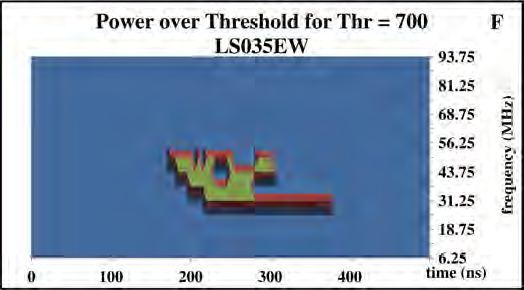 Power over Threshold for Thr = 700 F
LS035EW
93.75
81.25
68.75
56.25
43.75
31.25
18.75
6.25
frequency (MHz)
0 100 200 300 400 time (ns)